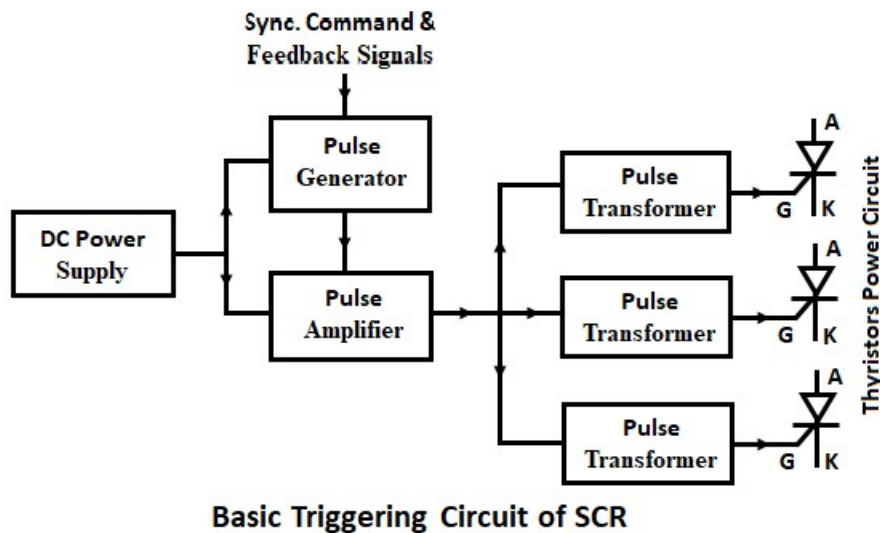 Sync. Command &
Feedback Signals
Pulse
Generator
DC Power
Supply
Pulse
Amplifier
Pulse
Transformer
A
G
K
Pulse
Transformer
A
G
K
Pulse
Transformer
A
G
K
Thyristors Power Circuit
Basic Triggering Circuit of SCR